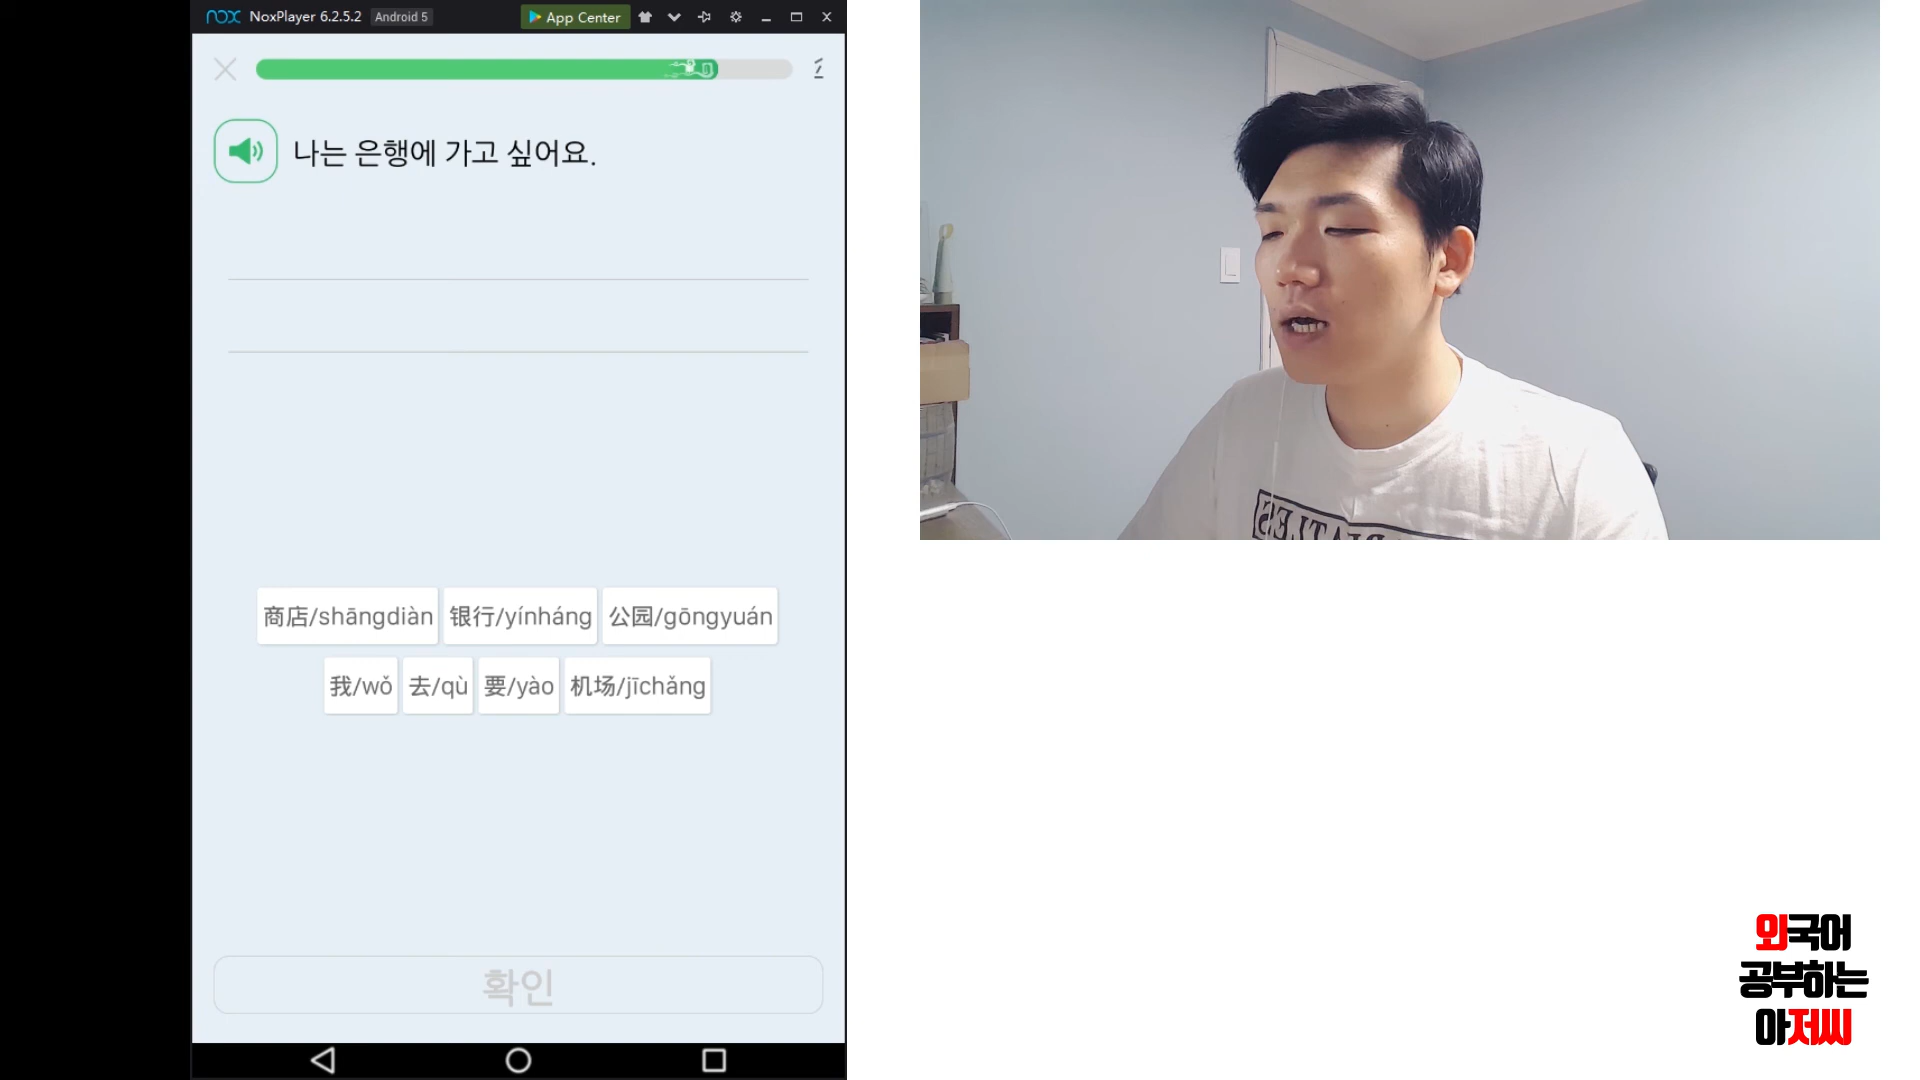 nox NoxPlayer 6.2.5.2 Android 5 App Center
나는 은행에 가고 싶어요.
商店/shāngdiàn 银行/yínháng 公园/gōngyuán
我/wǒ 去/qù 要/yào 机场/jīchǎng
확인
외국어
공부하는
아저씨